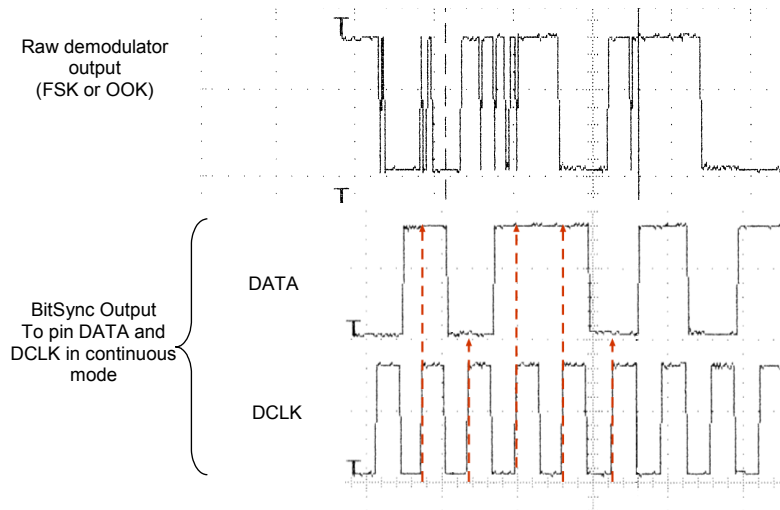 Raw demodulator
output
(FSK or OOK)
DATA
BitSync Output
To pin DATA and
DCLK in continuous
mode
DCLK